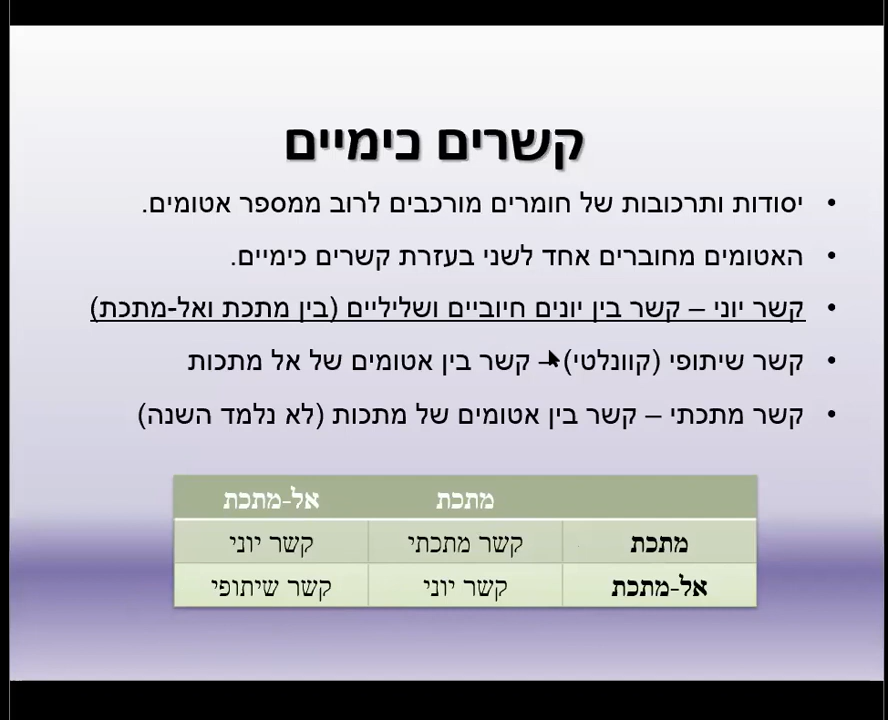 קשרים כימיים
• יסודות ותרכובות של חומרים מורכבים לרוב ממספר אטומים.
• האטומים מחוברים אחד לשני בעזרת קשרים כימיים.
• קשר יוני – קשר בין יונים חיוביים ושליליים (בין מתכת ואל-מתכת)
• קשר שיתופי (קוונלטי) – קשר בין אטומים של אל מתכות
• קשר מתכתי – קשר בין אטומים של מתכות (לא נלמד השנה)
מתכת אל-מתכת
מתכת קשר מתכתי קשר יוני
אל-מתכת קשר יוני קשר שיתופי